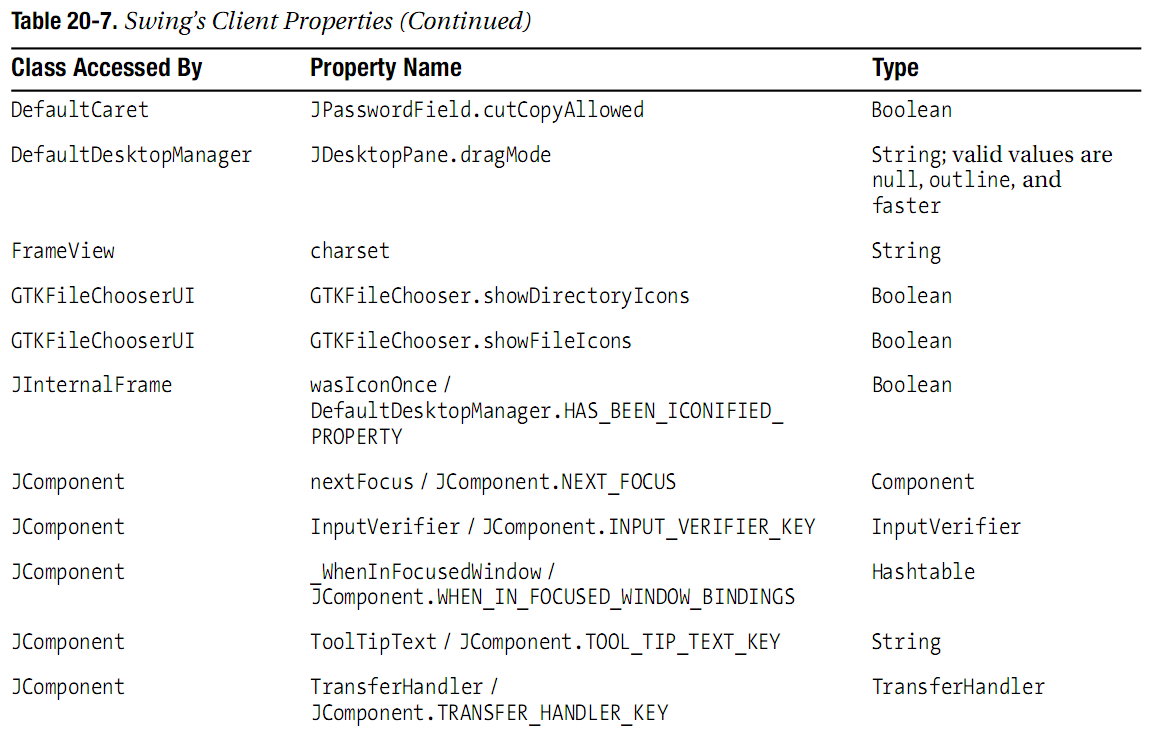 Table 20-7. Swing’s Client Properties (Continued)
Class Accessed By Property Name Type
DefaultCaret JPasswordField.cutCopyAllowed Boolean
DefaultDesktopManager JDesktopPane.dragMode String; valid values are
null, outline, and
faster
FrameView charset String
GTKFileChooserUI GTKFileChooser.showDirectoryIcons Boolean
GTKFileChooserUI GTKFileChooser.showFileIcons Boolean
JInternalFrame wasIconOnce / Boolean
DefaultDesktopManager.HAS_BEEN_ICONIFIED_
PROPERTY
JComponent nextFocus / JComponent.NEXT_FOCUS Component
JComponent InputVerifier / JComponent.INPUT_VERIFIER_KEY InputVerifier
JComponent _WhenInFocusedWindow / Hashtable
JComponent.WHEN_IN_FOCUSED_WINDOW_BINDINGS
JComponent ToolTipText / JComponent.TOOL_TIP_TEXT_KEY String
JComponent TransferHandler / TransferHandler
JComponent.TRANSFER_HANDLER_KEY